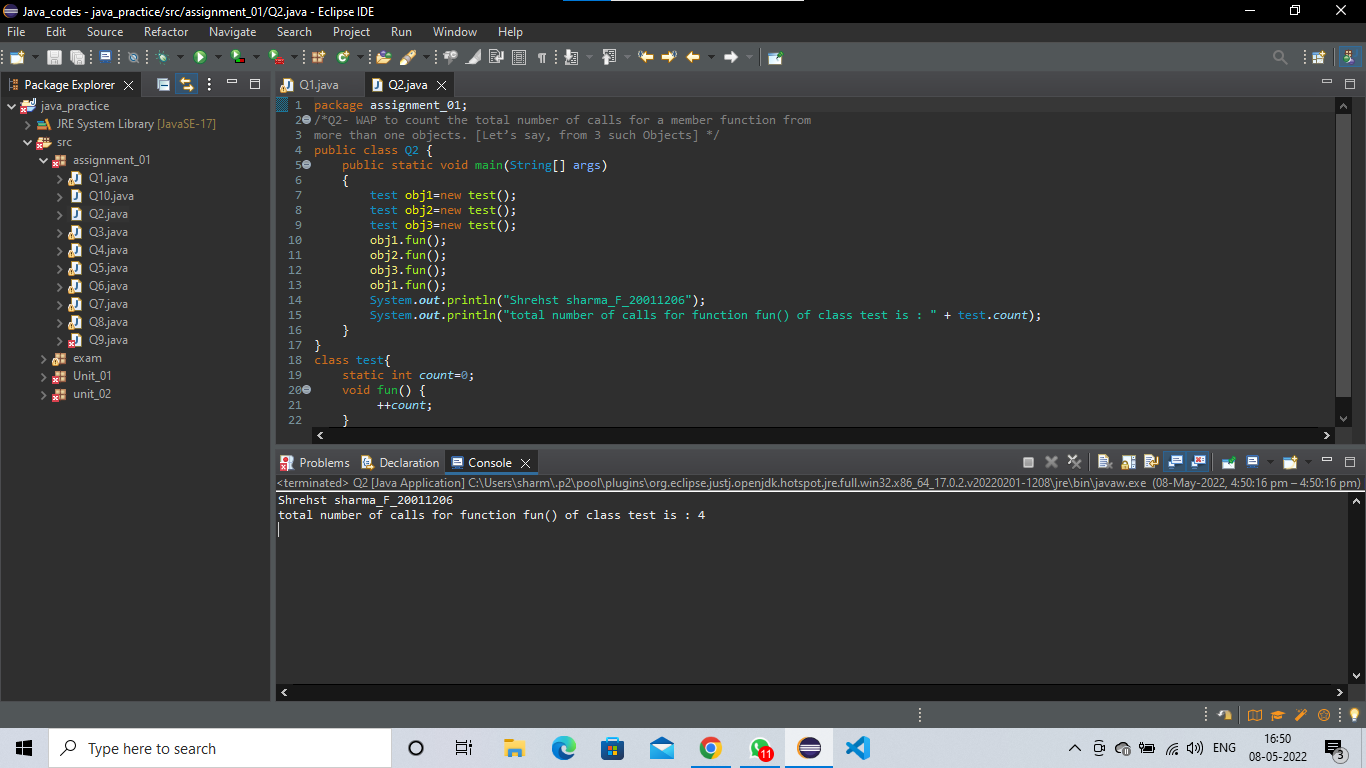 Java_codes - java_practice/src/assignment_01/Q2.java - Eclipse IDE
File Edit Source Refactor Navigate Search Project Run Window Help
Package Explorer
java_practice
JRE System Library [JavaSE-17]
src
assignment_01
Q1.java
Q10.java
Q2.java
Q3.java
Q4.java
Q5.java
Q6.java
Q7.java
Q8.java
Q9.java
exam
Unit_01
unit_02
Q1.java Q2.java
1 package assignment_01;
2 /*Q2- WAP to count the total number of calls for a member function from
3 more than one objects. [Let’s say, from 3 such Objects] */
4 public class Q2 {
5 public static void main(String[] args)
6 {
7 test obj1=new test();
8 test obj2=new test();
9 test obj3=new test();
10 obj1.fun();
11 obj2.fun();
12 obj3.fun();
13 obj1.fun();
14 System.out.println("Shrehst sharma_F_20011206");
15 System.out.println("total number of calls for function fun() of class test is : " + test.count);
16 }
17 }
18 class test{
19 static int count=0;
20 void fun() {
21 ++count;
22 }
Problems Declaration Console
<terminated> Q2 [Java Application] C:\Users\sharm\.p2\pool\plugins\org.eclipse.justj.openjdk.hotspot.jre.full.win32.x86_64_17.0.2.v20220201-1208\jre\bin\javaw.exe (08-May-2022, 4:50:16 pm – 4:50:16 pm)
Shrehst sharma_F_20011206
total number of calls for function fun() of class test is : 4
Type here to search
11
ENG
16:50
08-05-2022
3